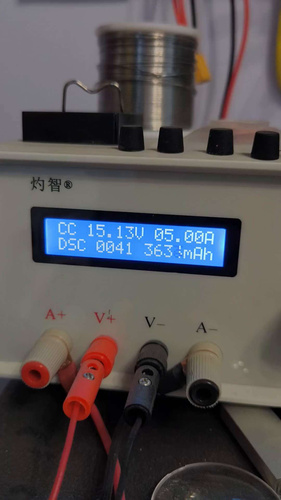 灼智®
CC 15.13V 05.00A
DSC 0041 363 mAh
A+ V+ V- A-